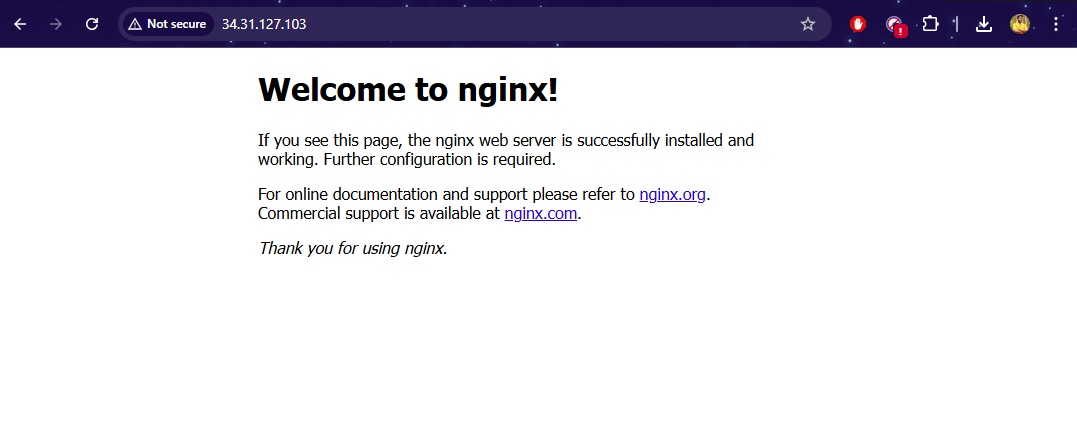 Not secure
34.31.127.103
Welcome to nginx!
If you see this page, the nginx web server is successfully installed and
working. Further configuration is required.
For online documentation and support please refer to nginx.org.
Commercial support is available at nginx.com.
Thank you for using nginx.